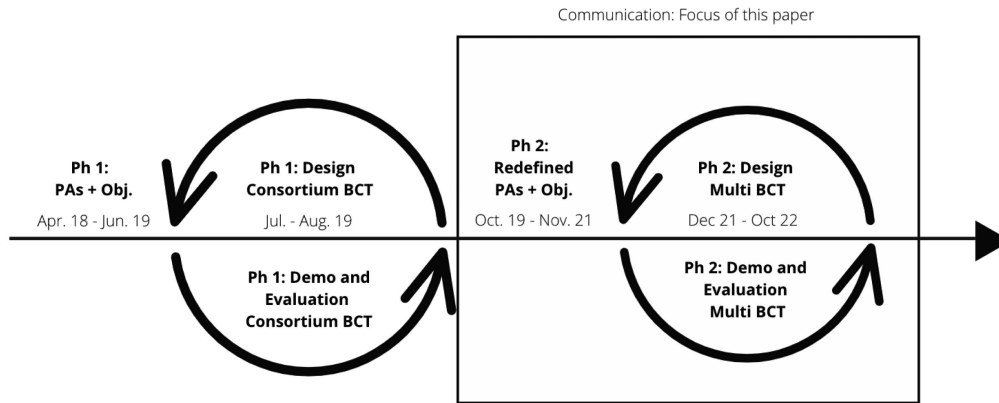 Communication: Focus of this paper
Ph 1:
PAs + Obj.
Apr. 18 - Jun. 19
Ph 1: Design
Consortium BCT
Jul. - Aug. 19
Ph 1: Demo and
Evaluation
Consortium BCT
Ph 2:
Redefined
PAs + Obj.
Oct. 19 - Nov. 21
Ph 2: Design
Multi BCT
Dec 21 - Oct 22
Ph 2: Demo and
Evaluation
Multi BCT